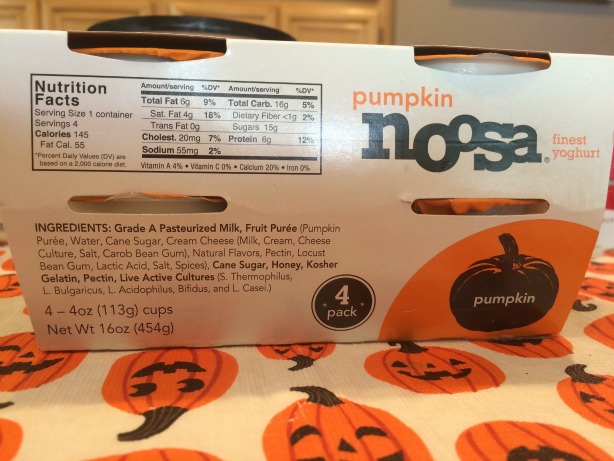 Nutrition
Facts
Serving Size 1 container
Servings 4
Calories 145
Fat Cal. 55
*Percent Daily Values (DV) are
based on a 2,000 calorie diet.
Amount/serving %DV* Amount/serving %DV*
Total Fat 6g 9% Total Carb. 16g 5%
Sat. Fat 4g 18% Dietary Fiber <1g 2%
Trans Fat 0g Sugars 15g
Cholest. 20mg 7% Protein 6g 12%
Sodium 55mg 2%
Vitamin A 4% • Vitamin C 0% • Calcium 20% • Iron 0%
pumpkin
noosa®
finest
yoghurt
INGREDIENTS: Grade A Pasteurized Milk, Fruit Purée (Pumpkin
Purée, Water, Cane Sugar, Cream Cheese (Milk, Cream, Cheese
Culture, Salt, Carob Bean Gum), Natural Flavors, Pectin, Locust
Bean Gum, Lactic Acid, Salt, Spices), Cane Sugar, Honey, Kosher
Gelatin, Pectin, Live Active Cultures (S. Thermophilus,
L. Bulgaricus, L. Acidophilus, Bifidus, and L. Casei.)
4 – 4oz (113g) cups
Net Wt 16oz (454g)
4
pack
pumpkin